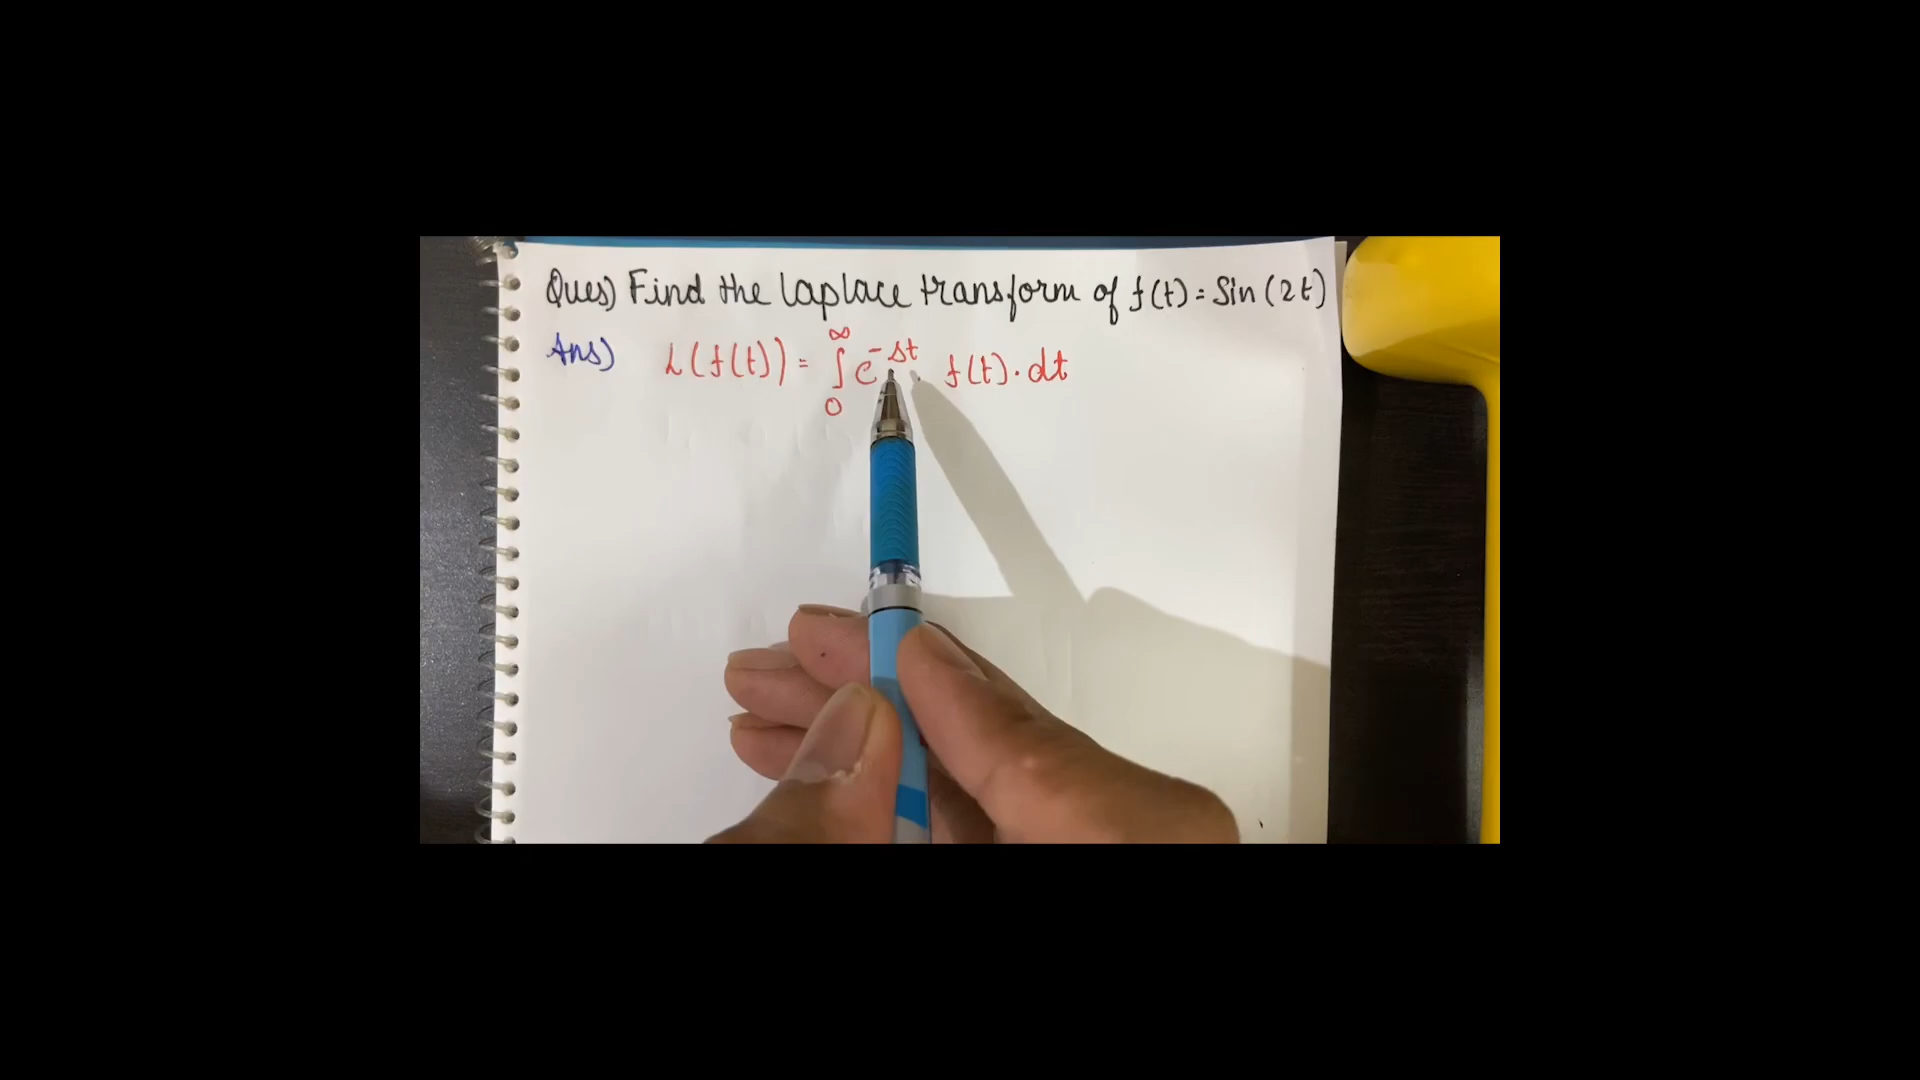 Ques) Find the Laplace transform of f(t) = Sin(2t)
Ans) L(f(t)) = ∫₀^∞ e^-st . f(t) . dt